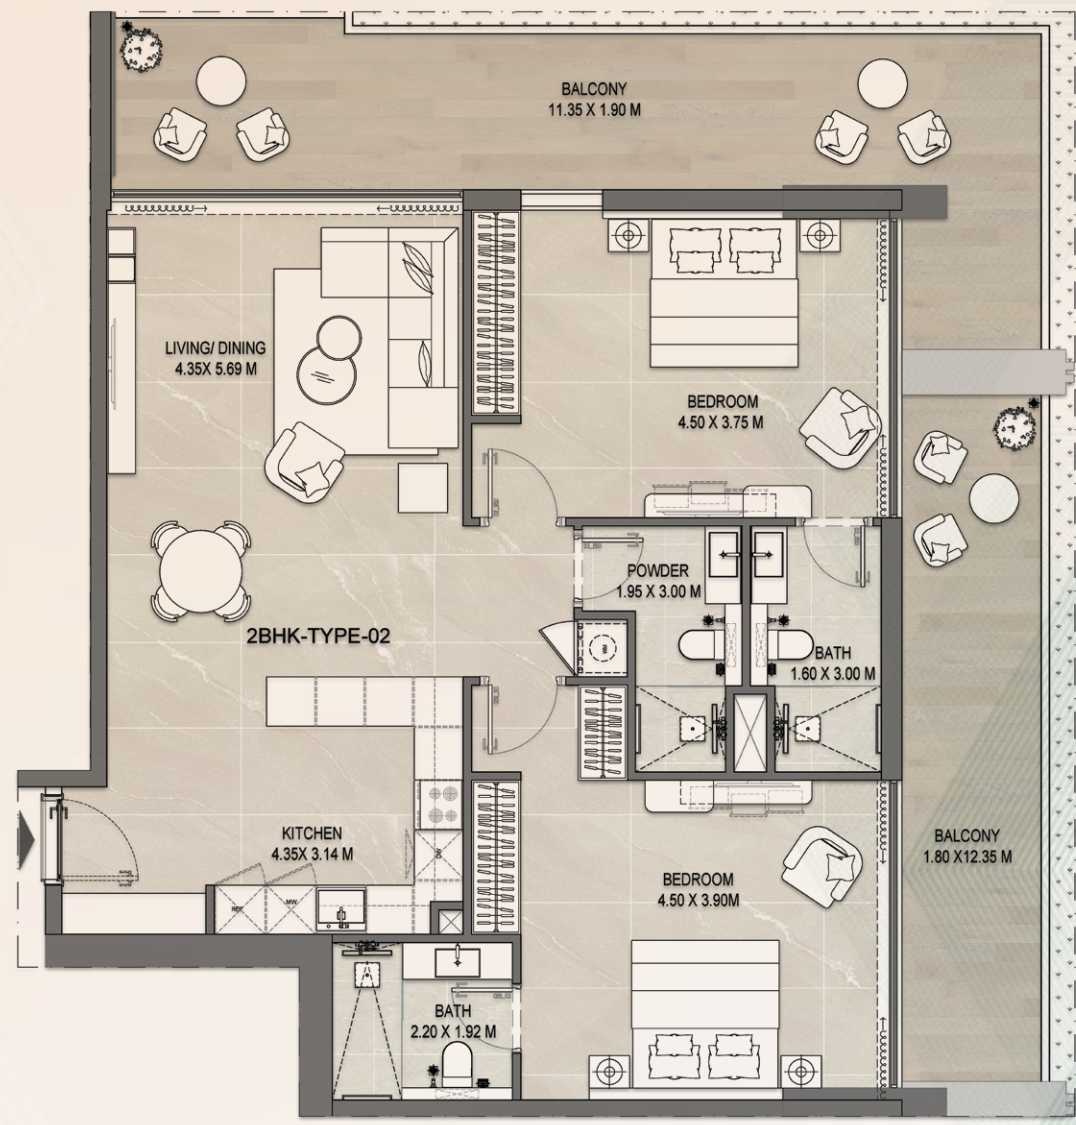 BALCONY
11.35 X 1.90 M
LIVING/ DINING
4.35X 5.69 M
BEDROOM
4.50 X 3.75 M
POWDER
1.95 X 3.00 M
2BHK-TYPE-02
BATH
1.60 X 3.00 M
KITCHEN
4.35X 3.14 M
BALCONY
1.80 X12.35 M
BEDROOM
4.50 X 3.90M
MW
DW
BATH
2.20 X 1.92 M